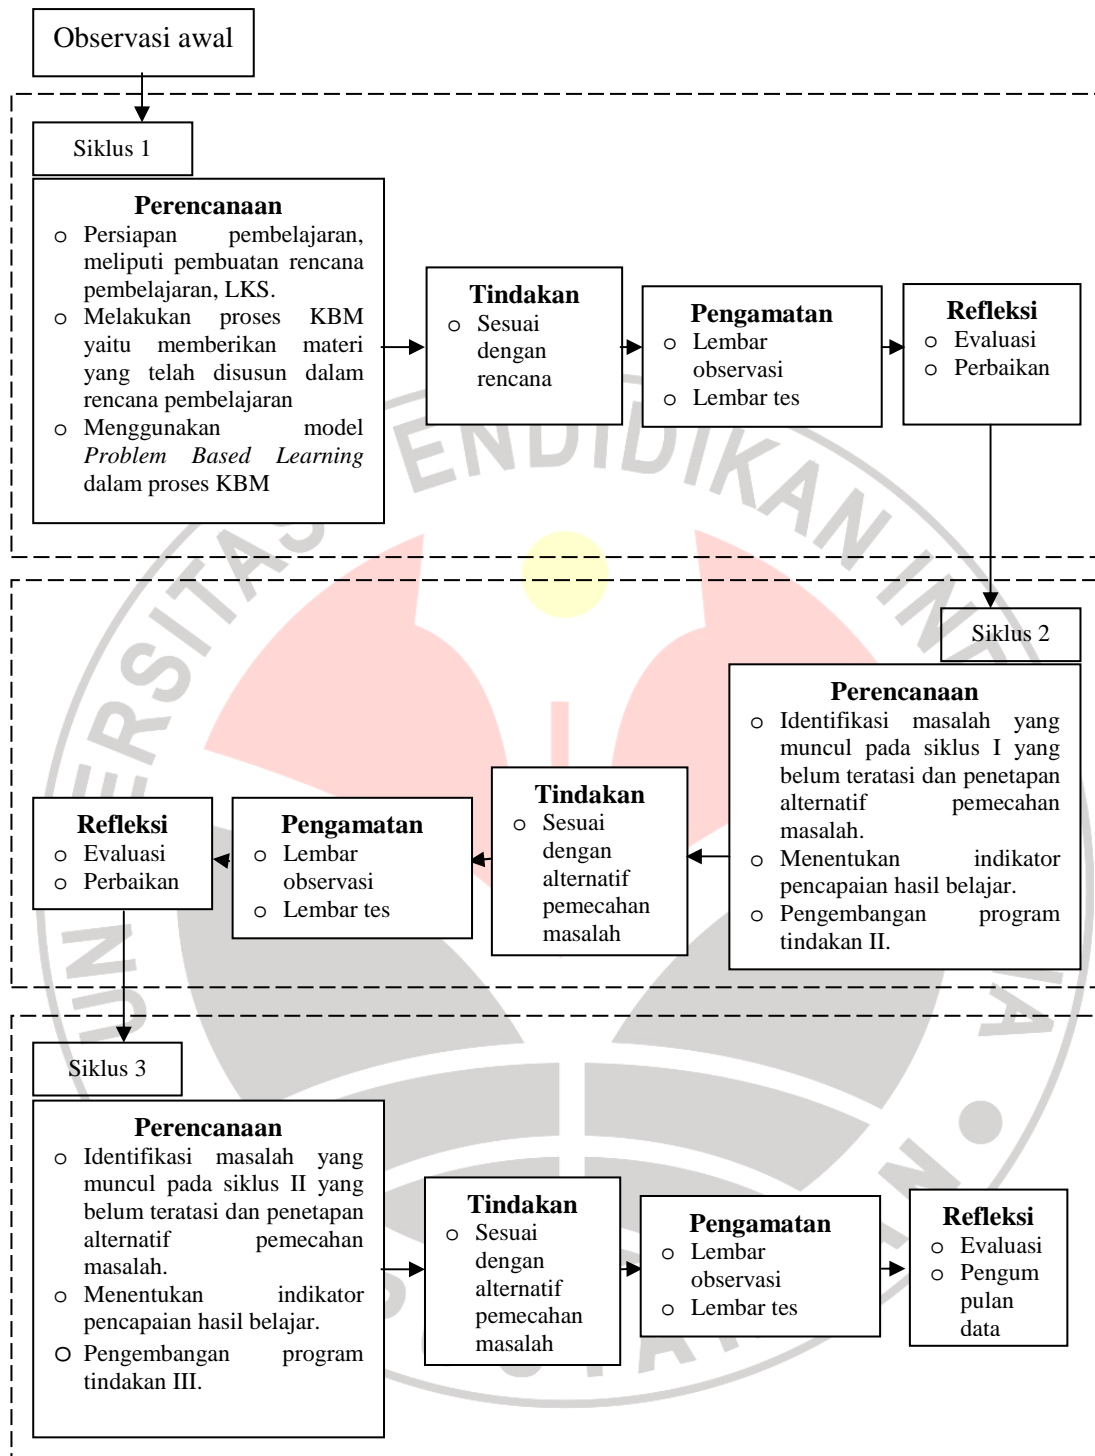 Observasi awal
Siklus 1
Perencanaan
o Persiapan pembelajaran,
meliputi pembuatan rencana
pembelajaran, LKS.
o Melakukan proses KBM
yaitu memberikan materi
yang telah disusun dalam
rencana pembelajaran
o Menggunakan model
Problem Based Learning
dalam proses KBM
Tindakan
o Sesuai
dengan
rencana
Pengamatan
o Lembar
observasi
o Lembar tes
Refleksi
o Evaluasi
o Perbaikan
Siklus 2
Perencanaan
o Identifikasi masalah yang
muncul pada siklus I yang
belum teratasi dan penetapan
alternatif pemecahan
masalah.
o Menentukan indikator
pencapaian hasil belajar.
o Pengembangan program
tindakan II.
Tindakan
o Sesuai
dengan
alternatif
pemecahan
masalah
Pengamatan
o Lembar
observasi
o Lembar tes
Refleksi
o Evaluasi
o Perbaikan
Siklus 3
Perencanaan
o Identifikasi masalah yang
muncul pada siklus II yang
belum teratasi dan penetapan
alternatif pemecahan
masalah.
o Menentukan indikator
pencapaian hasil belajar.
o Pengembangan program
tindakan III.
Tindakan
o Sesuai
dengan
alternatif
pemecahan
masalah
Pengamatan
o Lembar
observasi
o Lembar tes
Refleksi
o Evaluasi
o Pengum
pulan
data